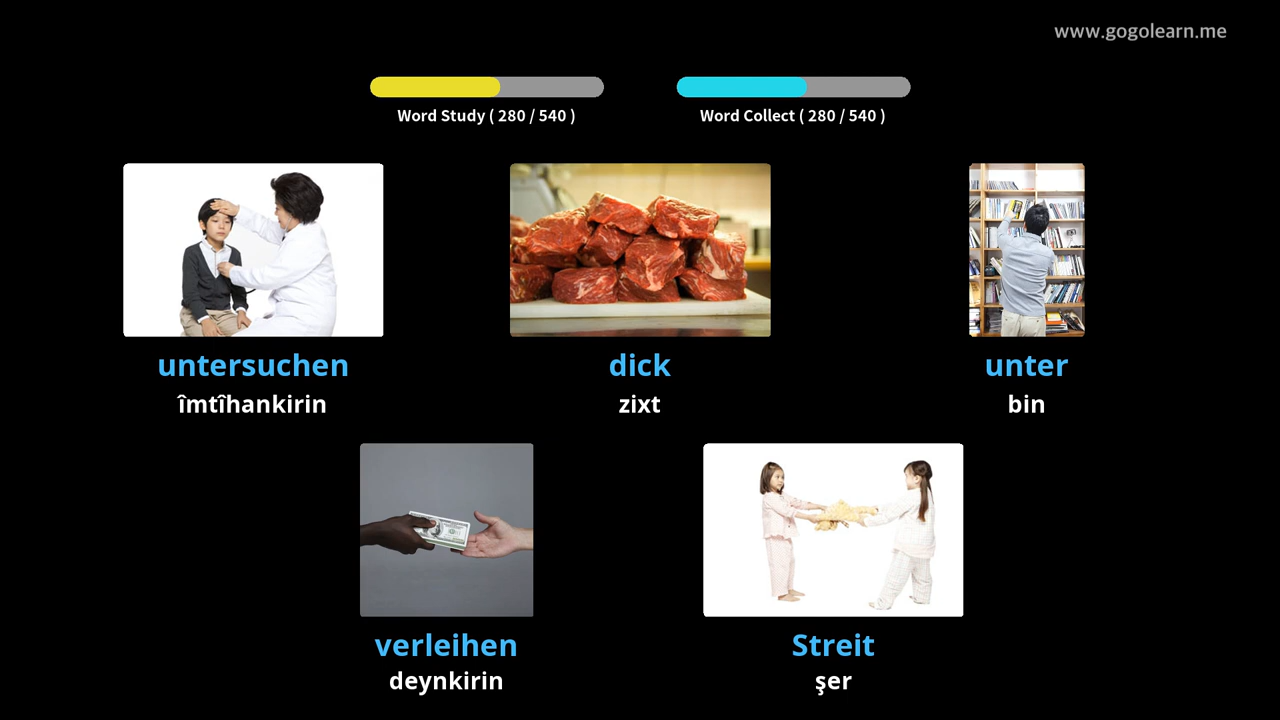 www.gogolearn.me
Word Study ( 280 / 540 )
Word Collect ( 280 / 540 )
untersuchen
îmtîhankirin
dick
zixt
unter
bin
verleihen
deynkirin
Streit
şer